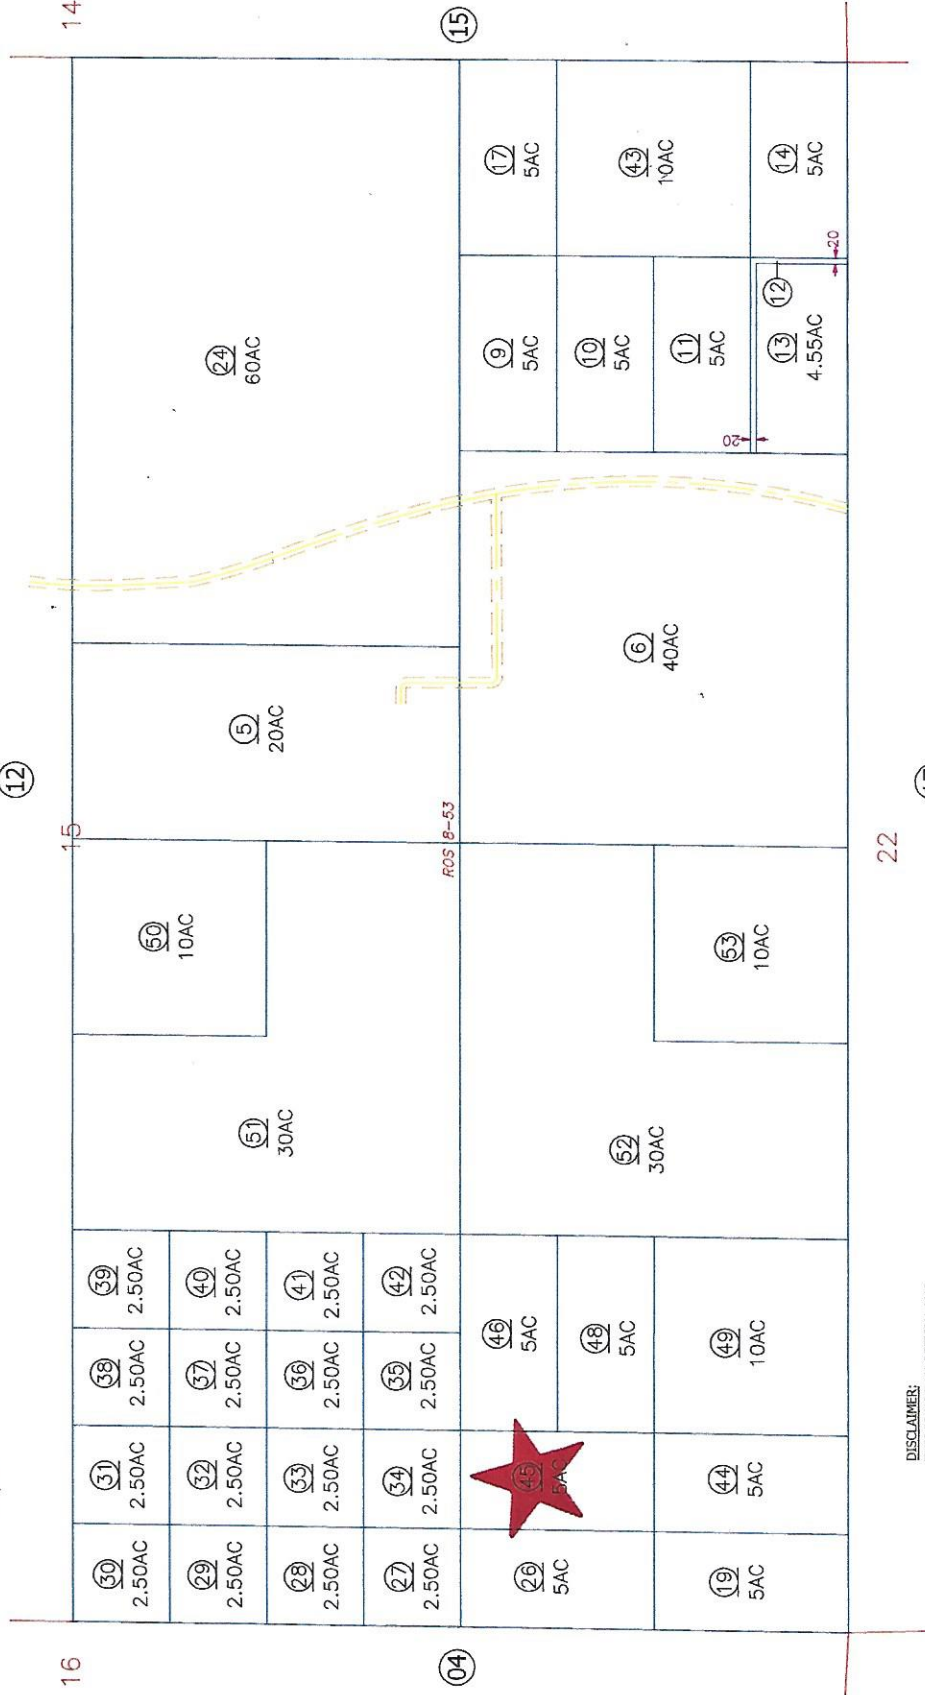 12
16
15
14
30
2.50AC
31
2.50AC
38
2.50AC
39
2.50AC
50
10AC
29
2.50AC
32
2.50AC
37
2.50AC
40
2.50AC
51
30AC
5
20AC
24
60AC
28
2.50AC
33
2.50AC
36
2.50AC
41
2.50AC
27
2.50AC
34
2.50AC
35
2.50AC
42
2.50AC
ROS 8-53
04
15
26
5AC
45
5AC
46
5AC
48
5AC
52
30AC
6
40AC
9
5AC
17
5AC
10
5AC
43
10AC
11
5AC
19
5AC
44
5AC
49
10AC
53
10AC
20
13
4.55AC
12
14
5AC
20
22
DISCLAIMER: